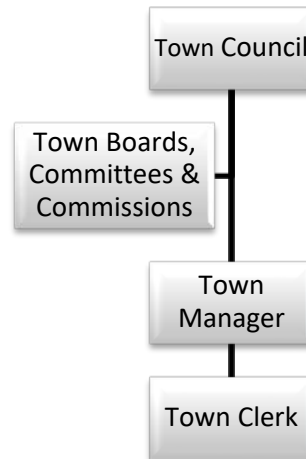 Town Council
Town Boards,
Committees &
Commissions
Town
Manager
Town Clerk